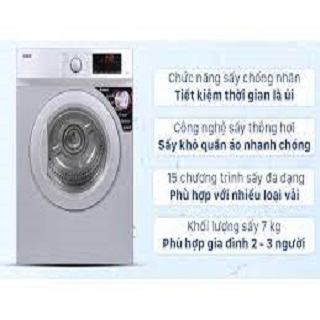 Chức năng sấy chống nhăn
Tiết kiệm thời gian là ủi
Công nghệ sấy thông hơi
Sấy khô quần áo nhanh chóng
15 chương trình sấy đa dạng
Phù hợp với nhiều loại vải
Khối lượng sấy 7 kg
Phù hợp gia đình 2 - 3 người